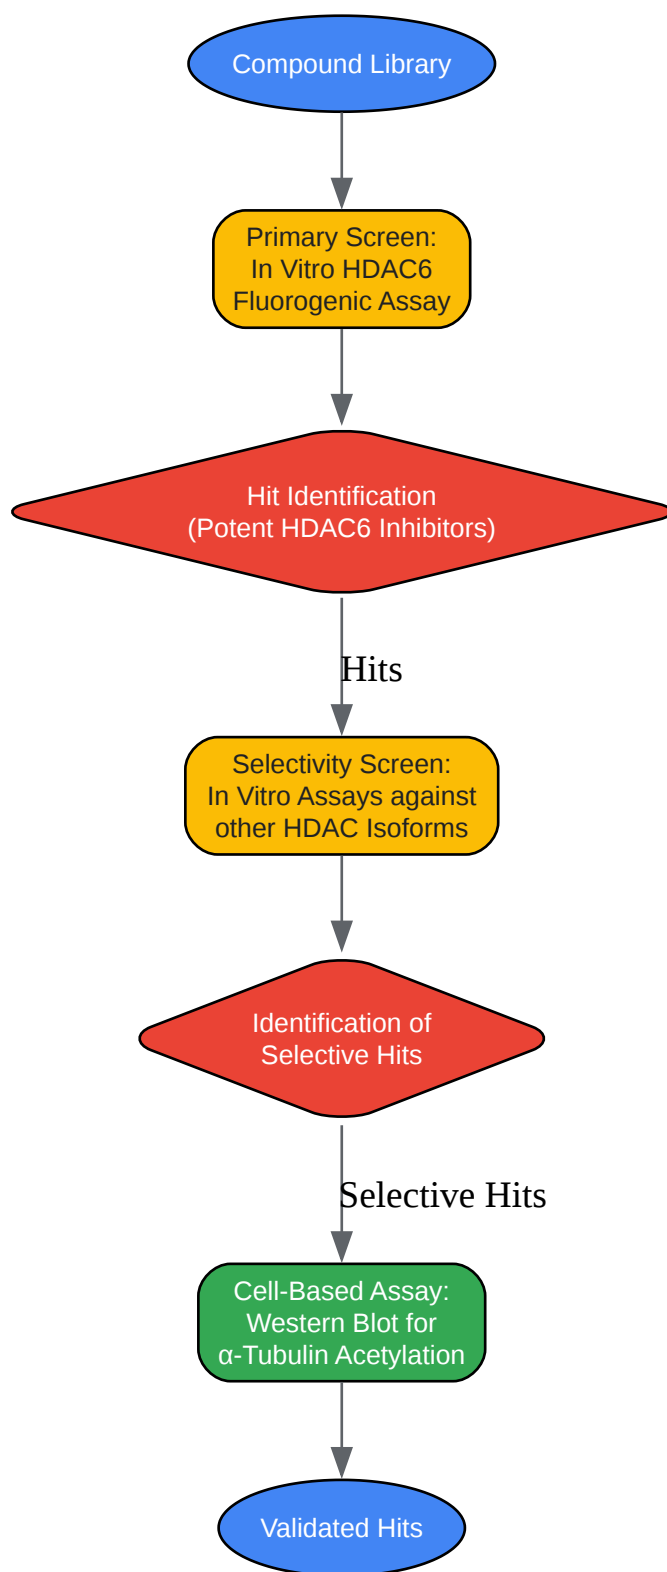 Compound Library
Primary Screen:
In Vitro HDAC6
Fluorogenic Assay
Hit Identification
(Potent HDAC6 Inhibitors)
Hits
Selectivity Screen:
In Vitro Assays against
other HDAC Isoforms
Identification of
Selective Hits
Selective Hits
Cell-Based Assay:
Western Blot for
α-Tubulin Acetylation
Validated Hits